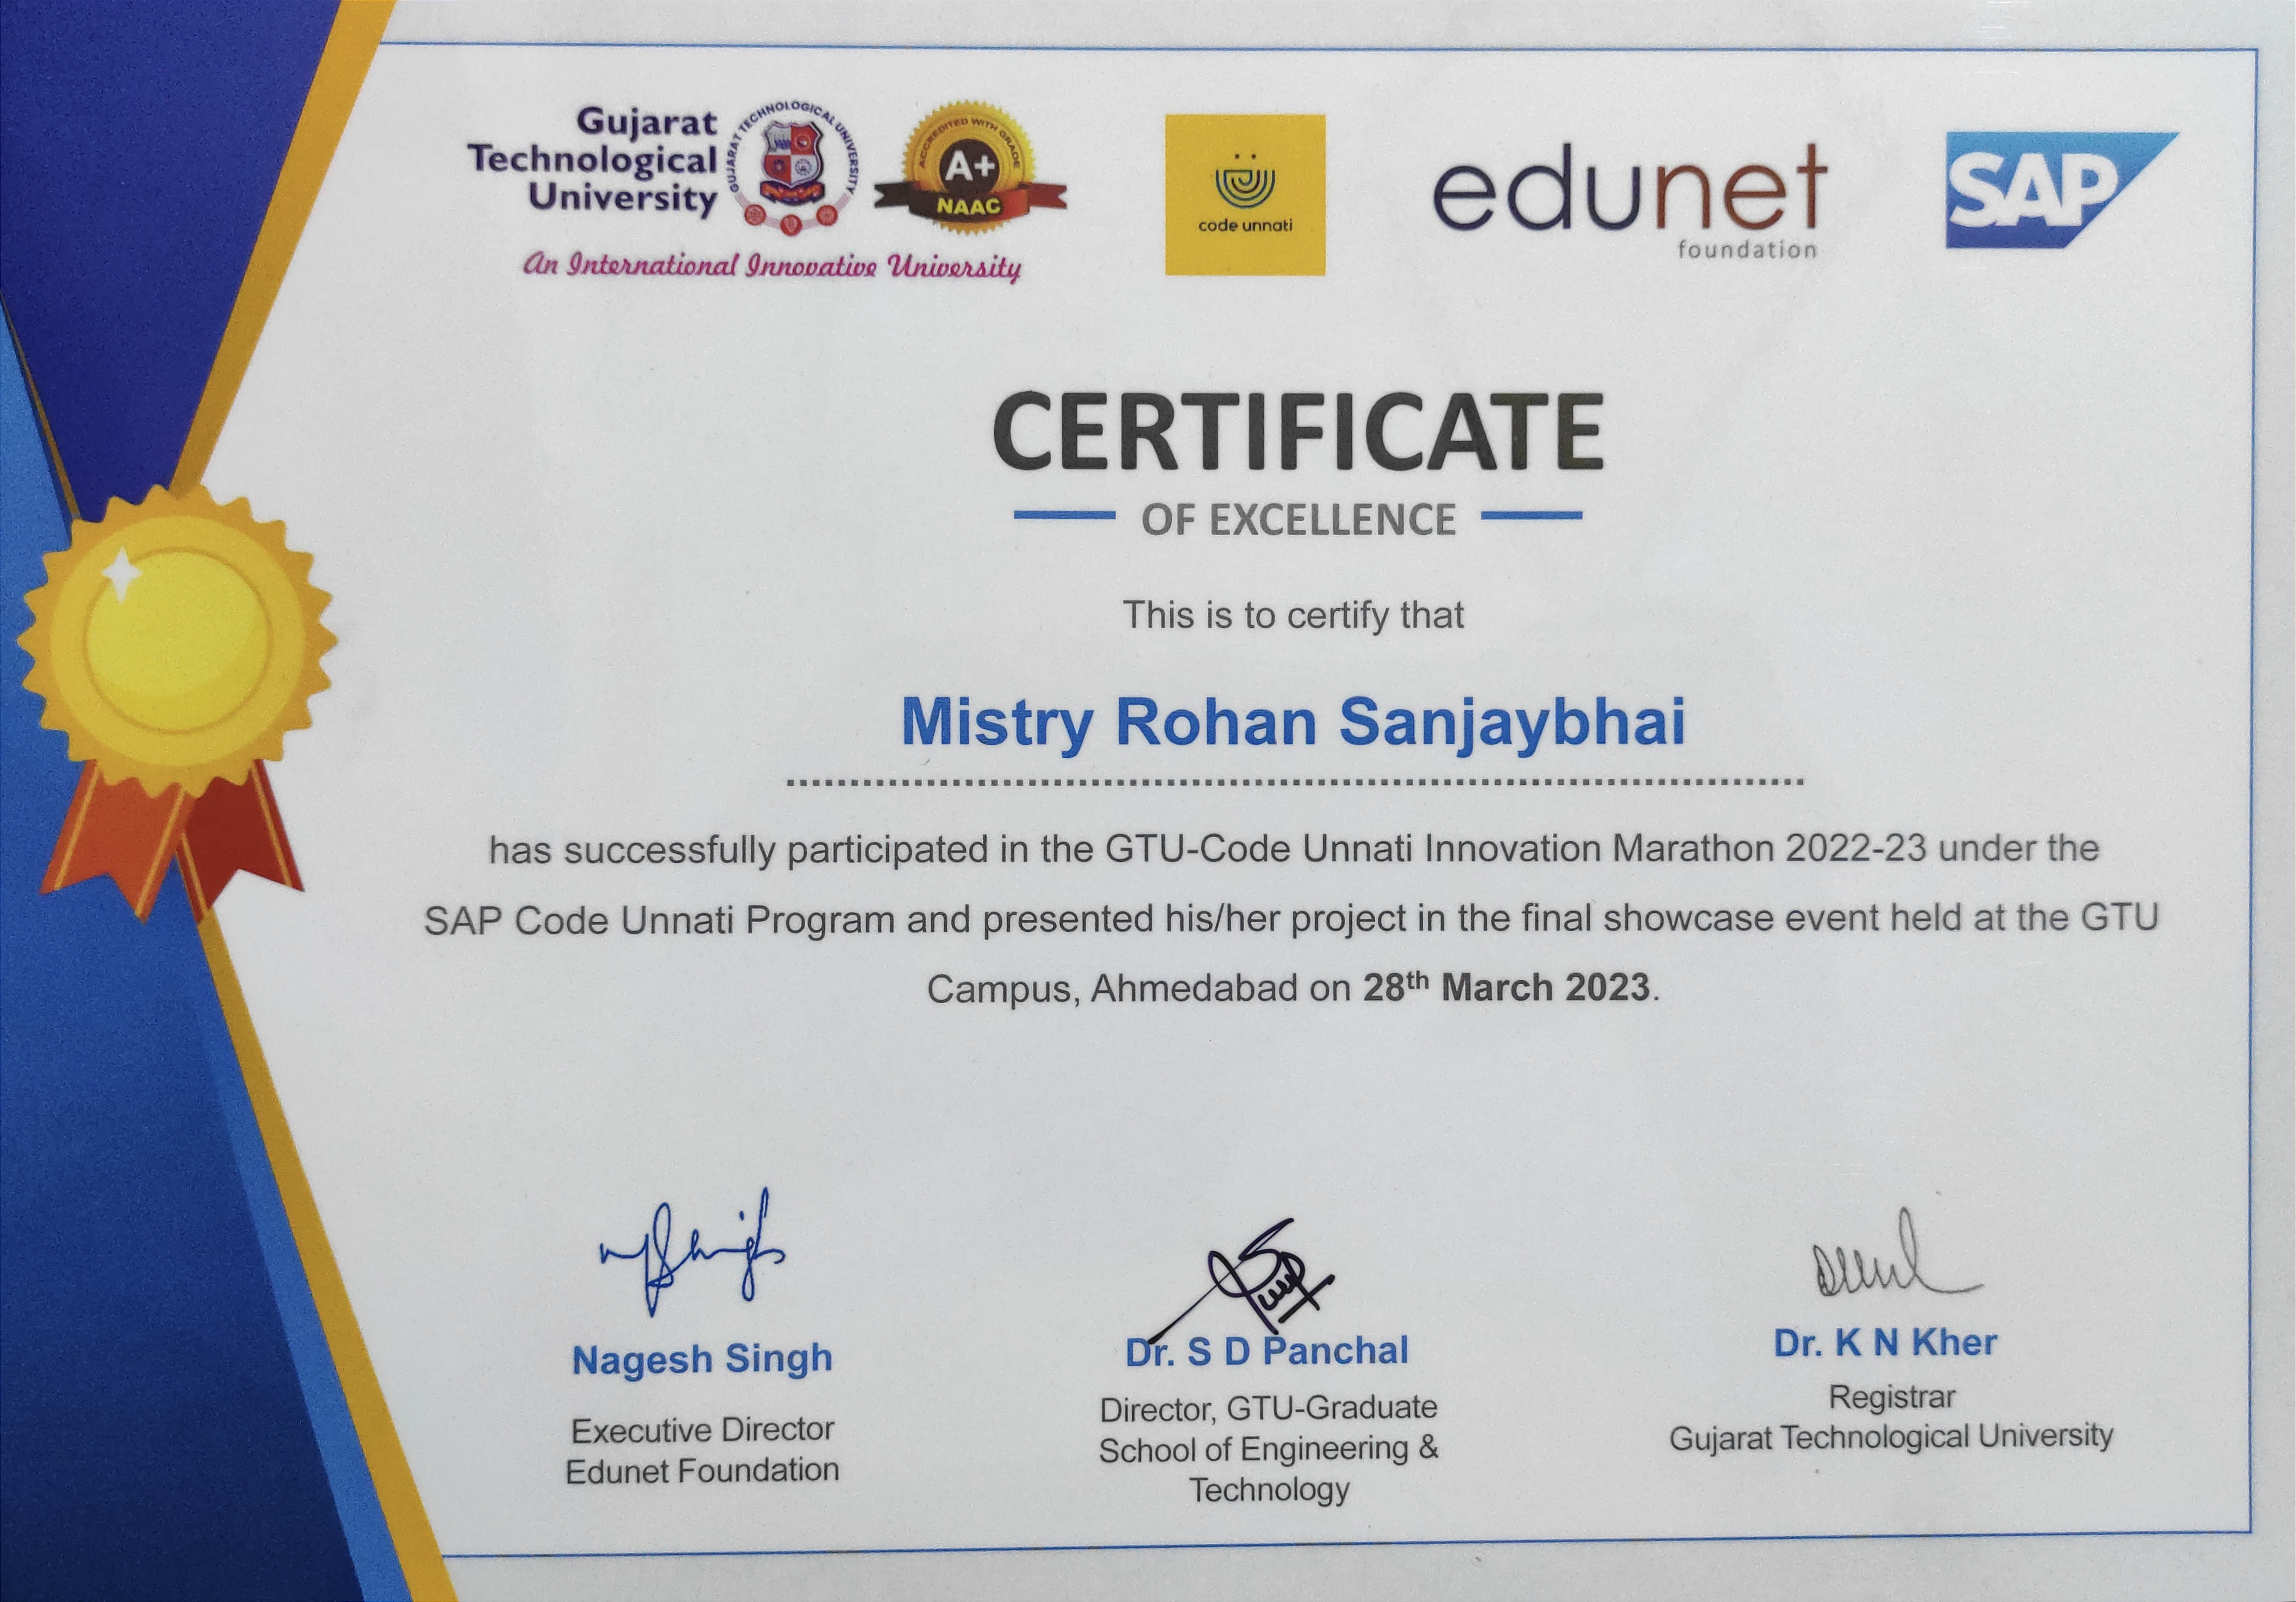 Gujarat
Technological
University
GUJARAT TECHNOLOGICAL UNIVERSITY
ACCREDITED WITH GRADE
A+
NAAC
An International Innovative University
code unnati
edunet
foundation
SAP
CERTIFICATE
OF EXCELLENCE
This is to certify that
Mistry Rohan Sanjaybhai
has successfully participated in the GTU-Code Unnati Innovation Marathon 2022-23 under the
SAP Code Unnati Program and presented his/her project in the final showcase event held at the GTU
Campus, Ahmedabad on 28th March 2023.
Nagesh Singh
Executive Director
Edunet Foundation
Dr. S D Panchal
Director, GTU-Graduate
School of Engineering &
Technology
Dr. K N Kher
Registrar
Gujarat Technological University